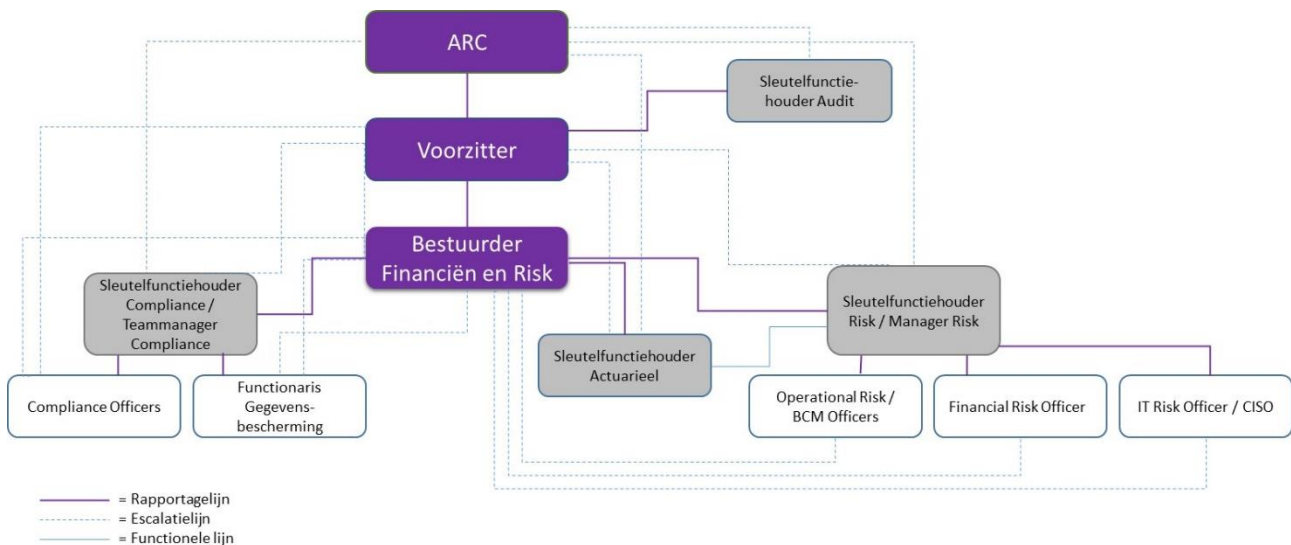 ARC
Sleutelfunctie-
houder Audit
Voorzitter
Bestuurder
Financiën en Risk
Sleutelfunctiehouder
Compliance /
Teammanager
Compliance
Sleutelfunctiehouder
Risk / Manager Risk
Sleutelfunctiehouder
Actuarieel
Compliance Officers
Functionaris
Gegevens-
bescherming
Operational Risk /
BCM Officers
Financial Risk Officer
IT Risk Officer / CISO
= Rapportagelijn
= Escalatielijn
= Functionele lijn